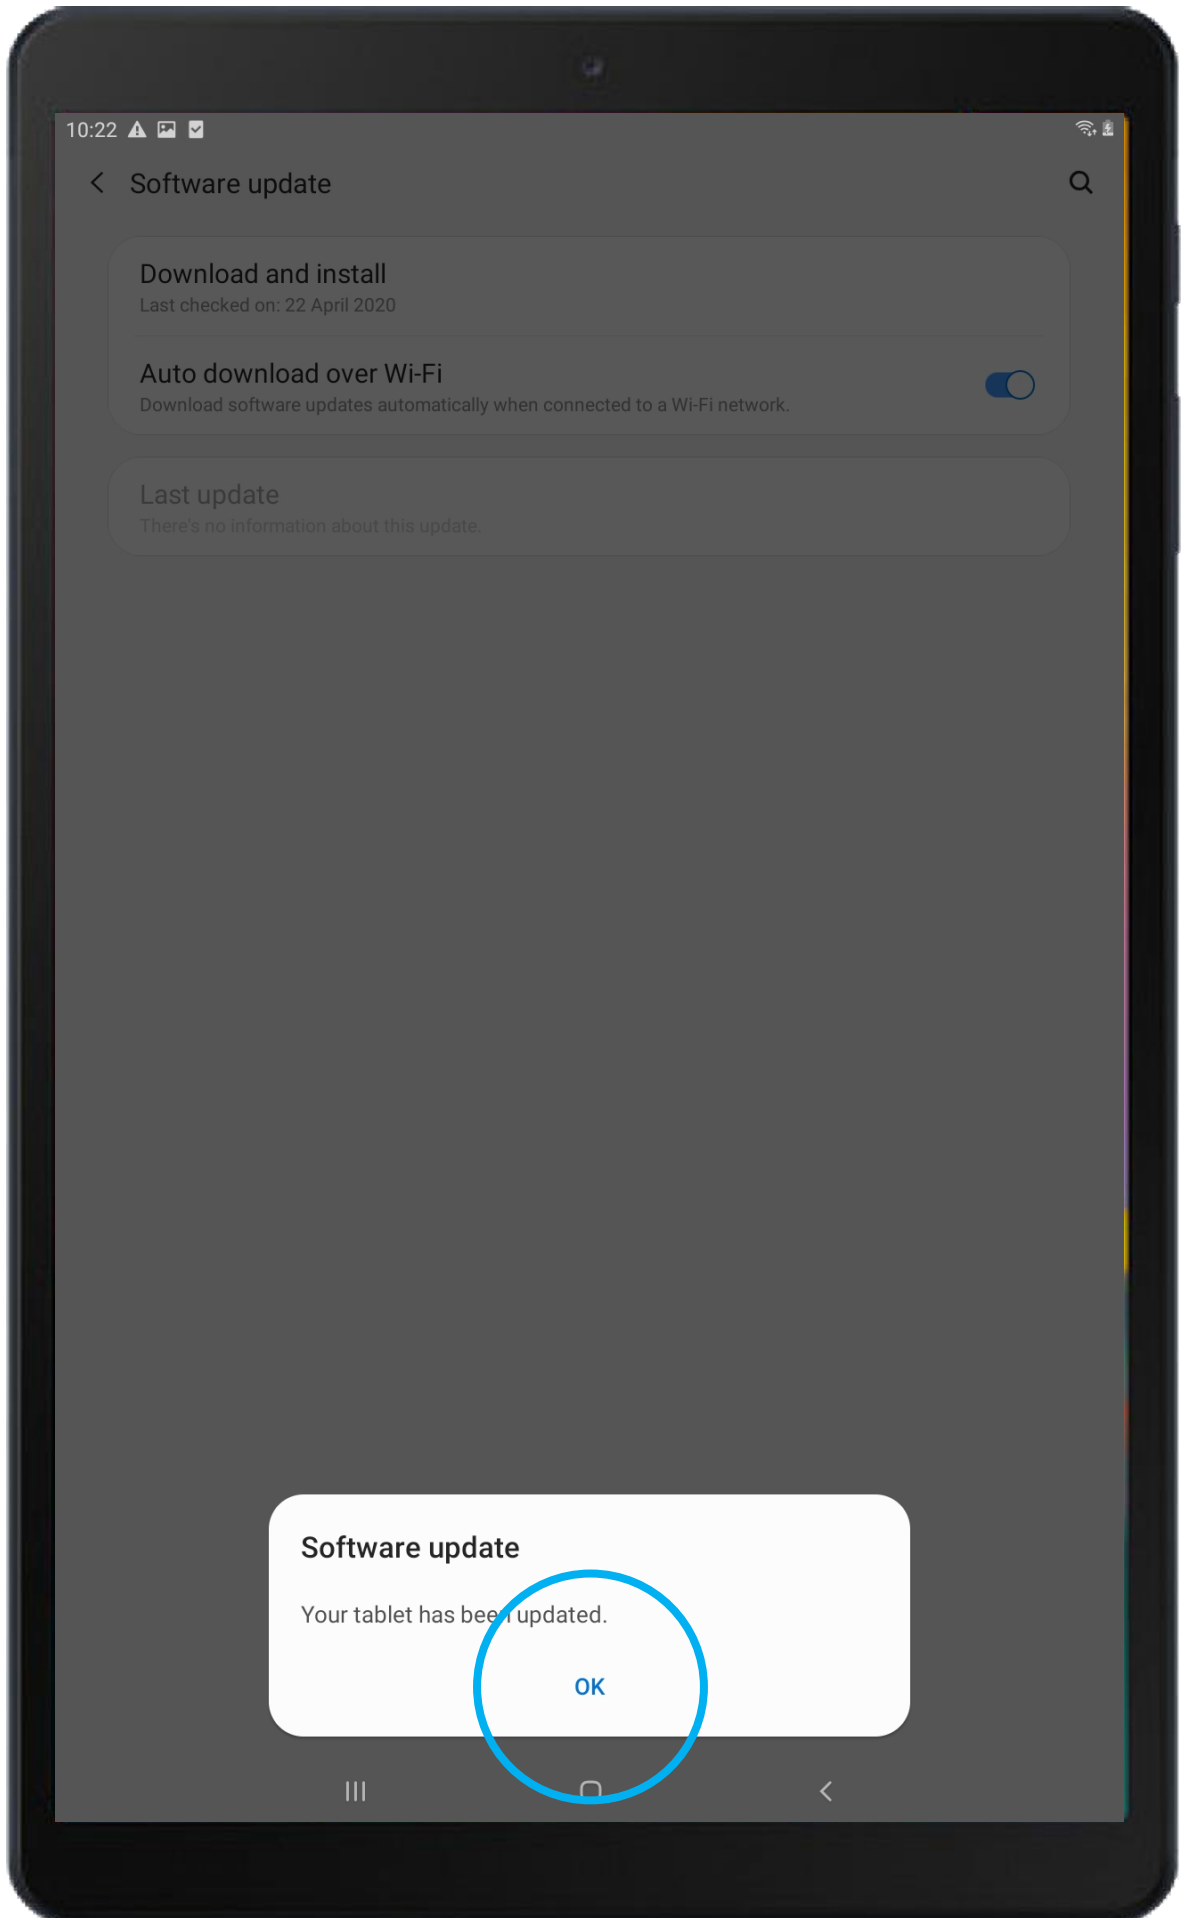 10:22
Software update
Download and install
Last checked on: 22 April 2020
Auto download over Wi-Fi
Download software updates automatically when connected to a Wi-Fi network.
Last update
There's no information about this update.
Software update
Your tablet has been updated.
OK